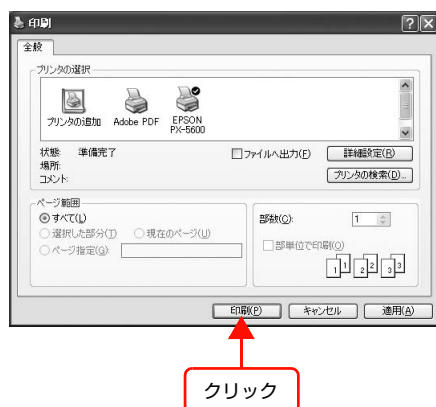 印刷
全般
プリンタの選択
プリンタの追加 Adobe PDF EPSON PX-5600
状態: 準備完了
場所:
コメント:
ファイルへ出力(F)
詳細設定(R)
プリンタの検索(D)...
ページ範囲
すべて(L)
選択した部分(T) 現在のページ(U)
ページ指定(G):
部数(C): 1
部単位で印刷(O)
1 1 2 2 3 3
印刷(P) キャンセル 適用(A)
クリック